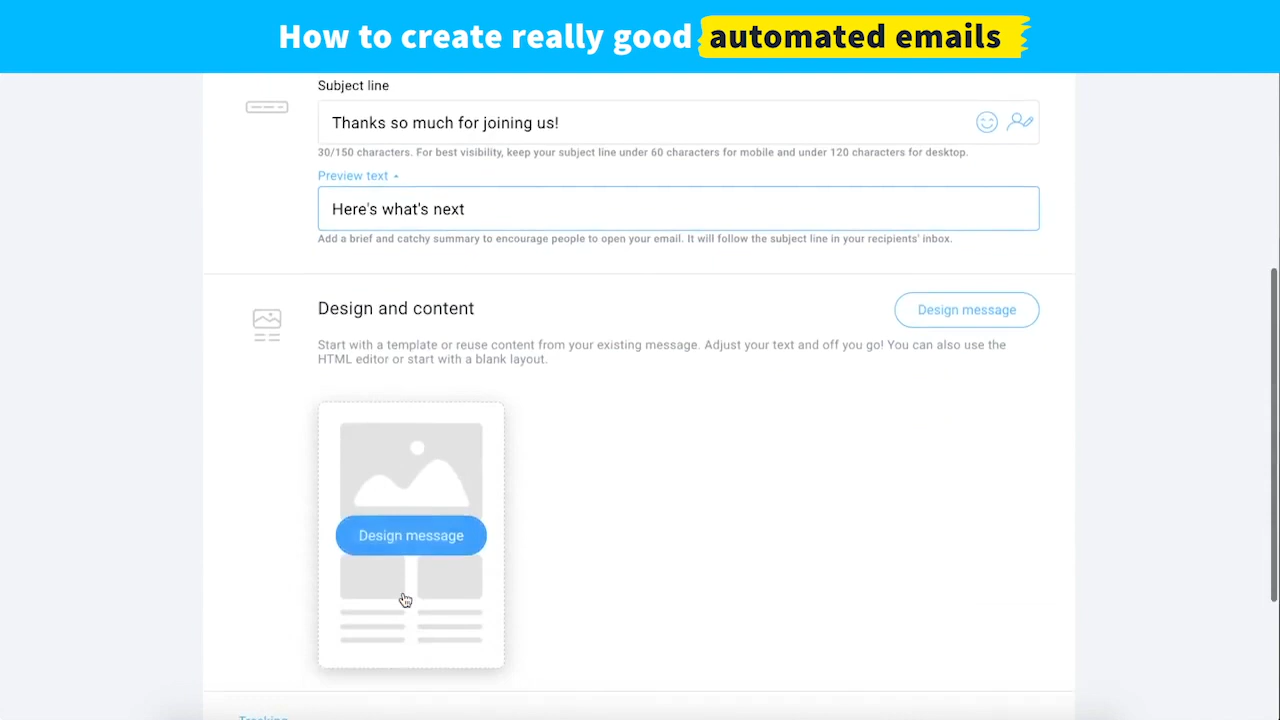 How to create really good automated emails
Subject line
Thanks so much for joining us!
30/150 characters. For best visibility, keep your subject line under 60 characters for mobile and under 120 characters for desktop.
Preview text
Here's what's next
Add a brief and catchy summary to encourage people to open your email. It will follow the subject line in your recipients' inbox.
Design and content
Design message
Start with a template or reuse content from your existing message. Adjust your text and off you go! You can also use the
HTML editor or start with a blank layout.
Design message
Tracking